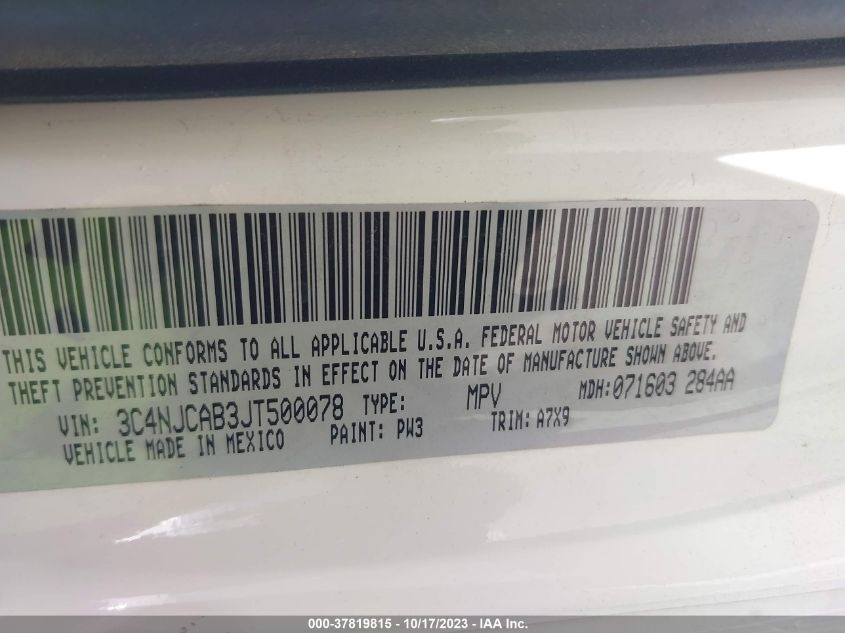 THIS VEHICLE CONFORMS TO ALL APPLICABLE U.S.A. FEDERAL MOTOR VEHICLE SAFETY AND
THEFT PREVENTION STANDARDS IN EFFECT ON THE DATE OF MANUFACTURE SHOWN ABOVE.
VIN: 3C4NJCAB3JT500078 TYPE: MPV MDH:071603 284AA
VEHICLE MADE IN MEXICO PAINT: PW3 TRIM: A7X9
000-37819815 - 10/17/2023 - IAA Inc.